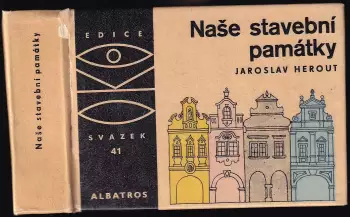 Naše stavební památky
EDICE
SVAZEK
41
ALBATROS
Naše stavební
památky
JAROSLAV HEROUT